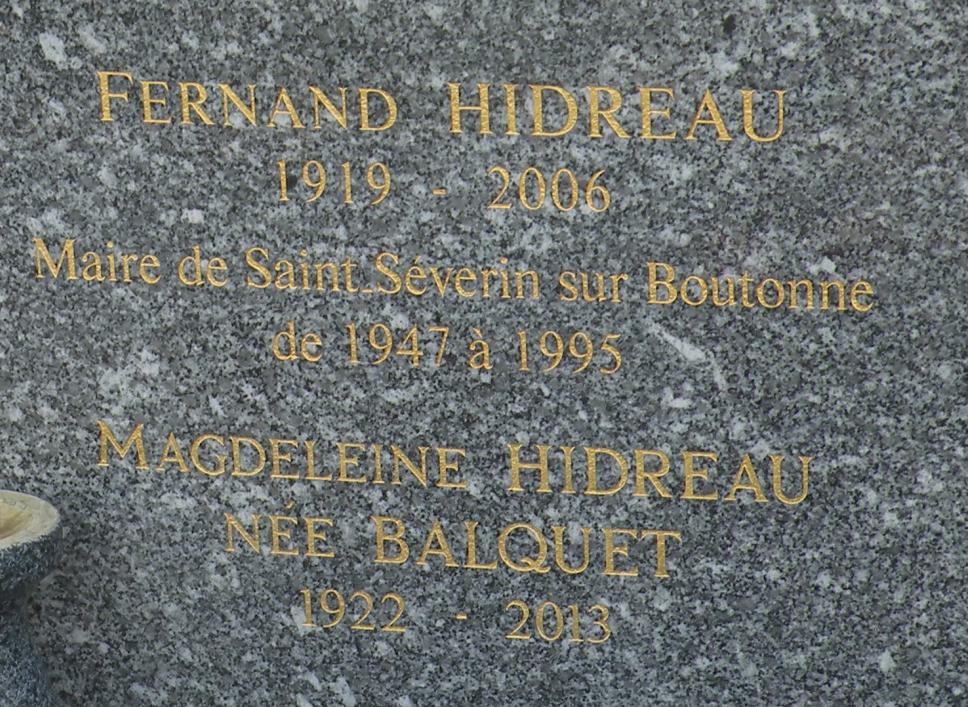 FERNAND HIDREAU
1919 - 2006
Maire de Saint-Séverin sur Boutonne
de 1947 à 1995
MAGDELEINE HIDREAU
NÉE BALQUET
1922 - 2013